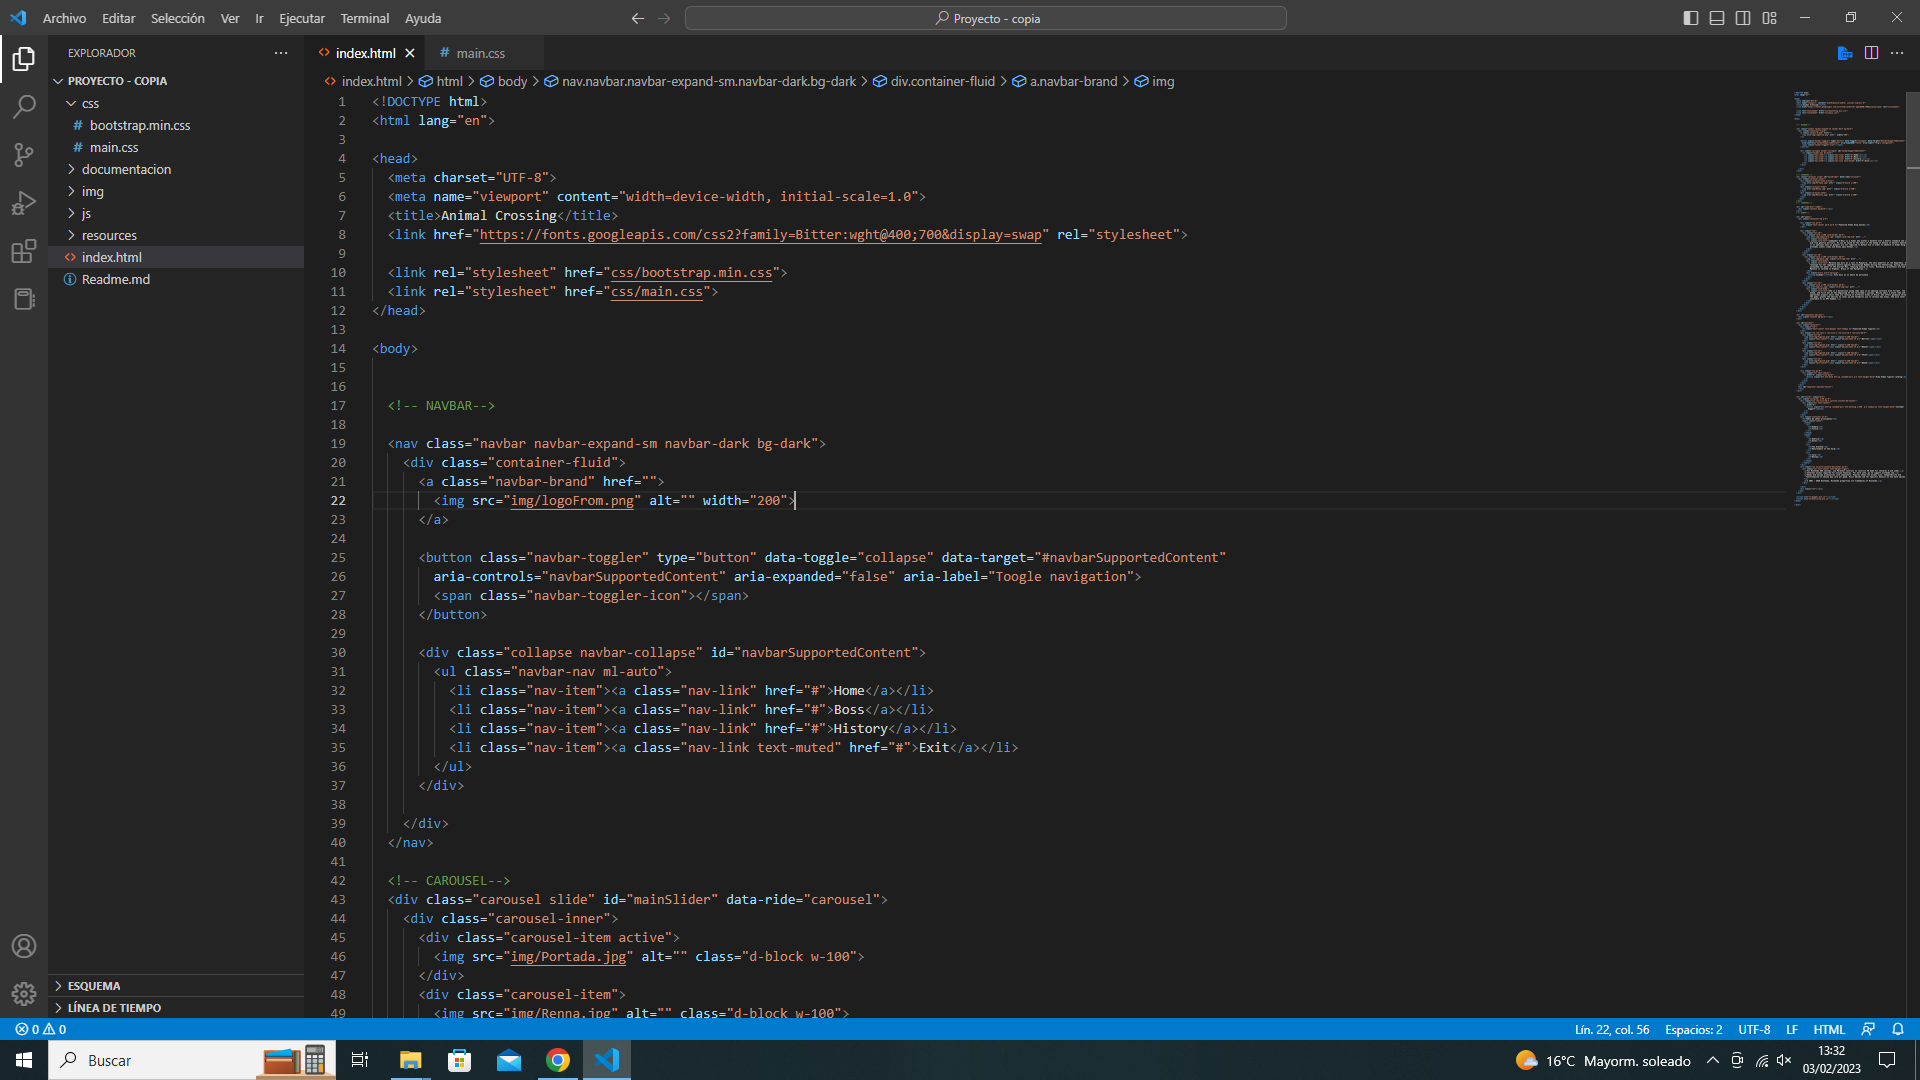 Archivo Editar Selección Ver Ir Ejecutar Terminal Ayuda
Proyecto - copia
EXPLORADOR
PROYECTO - COPIA
css
# bootstrap.min.css
# main.css
documentacion
img
js
resources
<> index.html
Readme.md
ESQUEMA
LÍNEA DE TIEMPO
<> index.html
# main.css
<> index.html > html > body > nav.navbar.navbar-expand-sm.navbar-dark.bg-dark > div.container-fluid > a.navbar-brand > img
1 <!DOCTYPE html>
2 <html lang="en">
3
4 <head>
5 <meta charset="UTF-8">
6 <meta name="viewport" content="width=device-width, initial-scale=1.0">
7 <title>Animal Crossing</title>
8 <link href="https://fonts.googleapis.com/css2?family=Bitter:wght@400;700&display=swap" rel="stylesheet">
9
10 <link rel="stylesheet" href="css/bootstrap.min.css">
11 <link rel="stylesheet" href="css/main.css">
12 </head>
13
14 <body>
15
16
17 <!-- NAVBAR-->
18
19 <nav class="navbar navbar-expand-sm navbar-dark bg-dark">
20 <div class="container-fluid">
21 <a class="navbar-brand" href="">
22 <img src="img/logoFrom.png" alt="" width="200">
23 </a>
24
25 <button class="navbar-toggler" type="button" data-toggle="collapse" data-target="#navbarSupportedContent"
26 aria-controls="navbarSupportedContent" aria-expanded="false" aria-label="Toogle navigation">
27 <span class="navbar-toggler-icon"></span>
28 </button>
29
30 <div class="collapse navbar-collapse" id="navbarSupportedContent">
31 <ul class="navbar-nav ml-auto">
32 <li class="nav-item"><a class="nav-link" href="#">Home</a></li>
33 <li class="nav-item"><a class="nav-link" href="#">Boss</a></li>
34 <li class="nav-item"><a class="nav-link" href="#">History</a></li>
35 <li class="nav-item"><a class="nav-link text-muted" href="#">Exit</a></li>
36 </ul>
37 </div>
38
39 </div>
40 </nav>
41
42 <!-- CAROUSEL-->
43 <div class="carousel slide" id="mainSlider" data-ride="carousel">
44 <div class="carousel-inner">
45 <div class="carousel-item active">
46 <img src="img/Portada.jpg" alt="" class="d-block w-100">
47 </div>
48 <div class="carousel-item">
49 <img src="img/Renna.jpg" alt="" class="d-block w-100">
0 0
Lín. 22, col. 56 Espacios: 2 UTF-8 LF HTML
Buscar
16°C Mayorm. soleado
13:32
03/02/2023